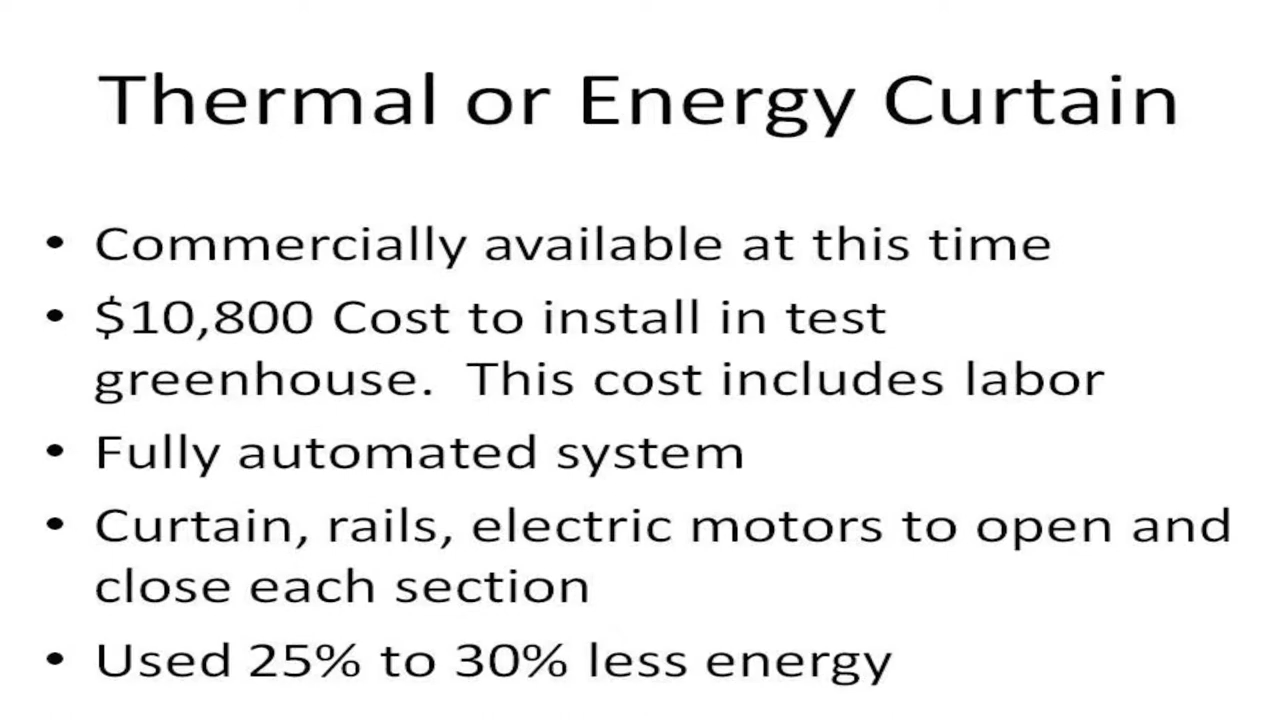 Thermal or Energy Curtain
• Commercially available at this time
• $10,800 Cost to install in test
greenhouse.  This cost includes labor
• Fully automated system
• Curtain, rails, electric motors to open and
close each section
• Used 25% to 30% less energy